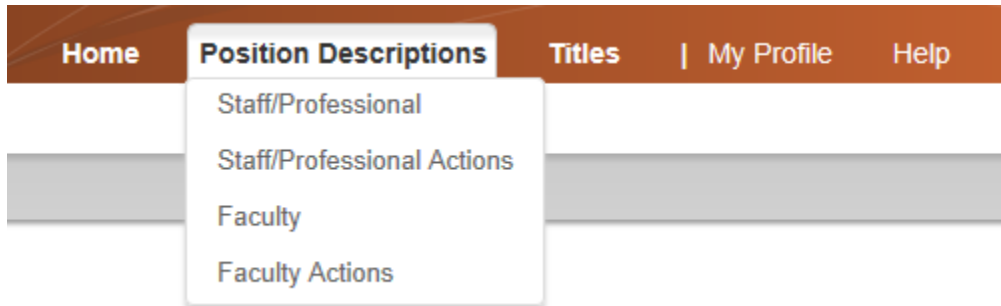 Home Position Descriptions Titles | My Profile Help
Staff/Professional
Staff/Professional Actions
Faculty
Faculty Actions